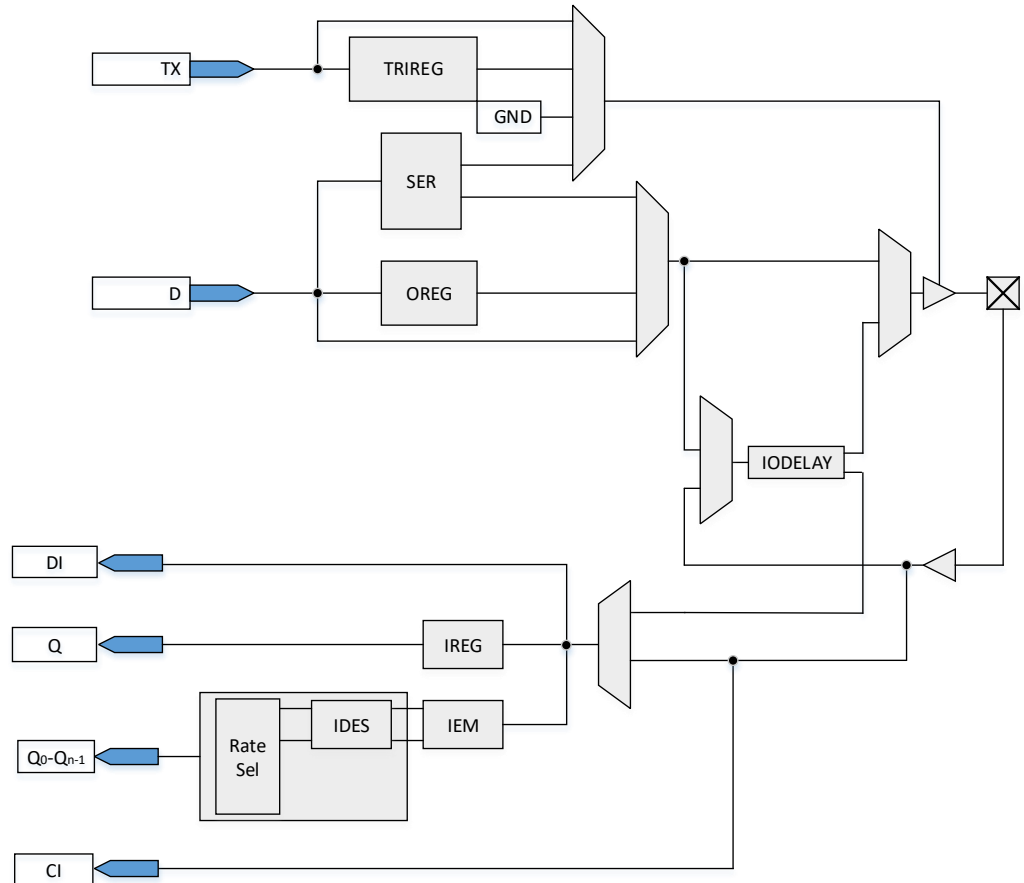 TX
TRIREG
GND
SER
D
OREG
IODELAY
DI
Q
IREG
Rate
Sel
IDES
IEM
Q0-Qn-1
CI